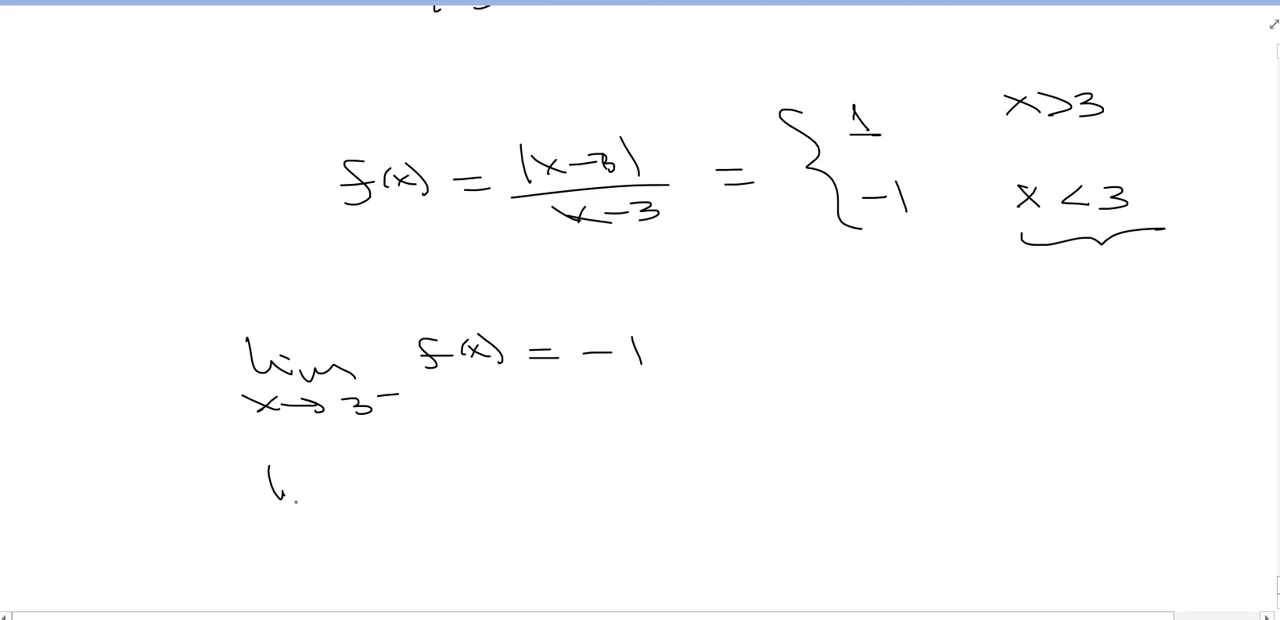 f(x) = |x-3| / x-3 = { 1 x>3
-1 x<3
lim f(x) = -1
x→3⁻